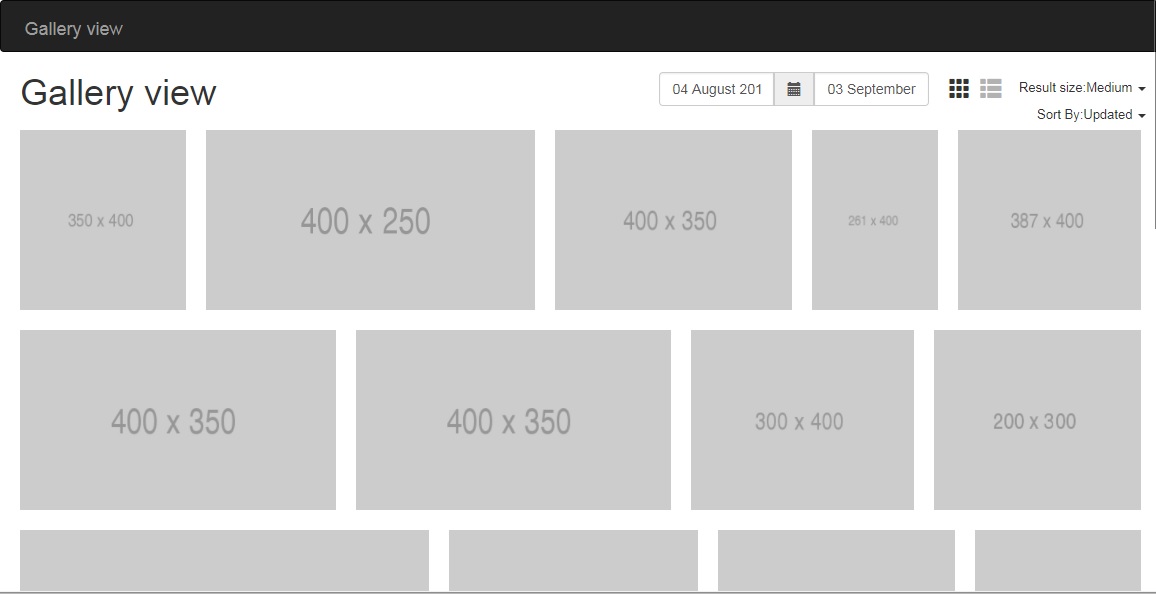 Gallery view
Gallery view
04 August 201
03 September
Result size:Medium
Sort By:Updated
350 x 400
400 x 250
400 x 350
261 x 400
387 x 400
400 x 350
400 x 350
300 x 400
200 x 300